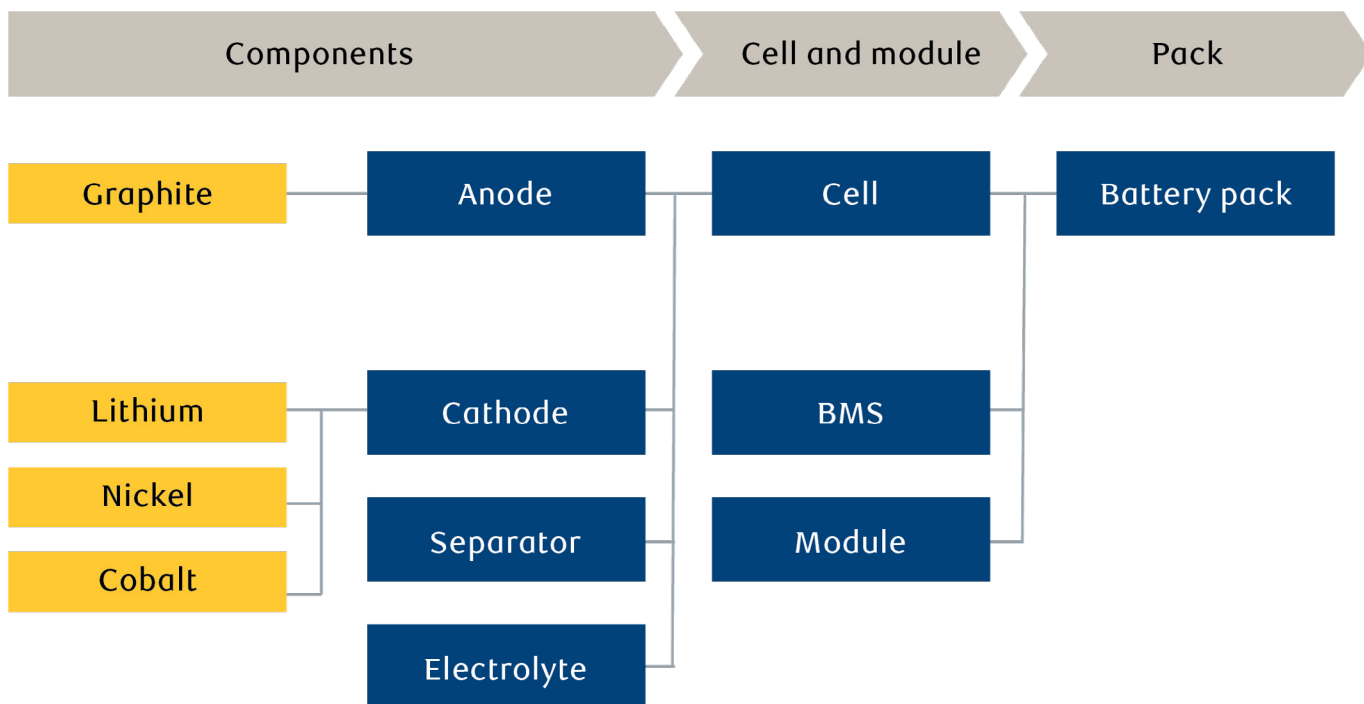 Components
Cell and module
Pack
Graphite
Anode
Cell
Battery pack
Lithium
Cathode
BMS
Nickel
Separator
Module
Cobalt
Electrolyte